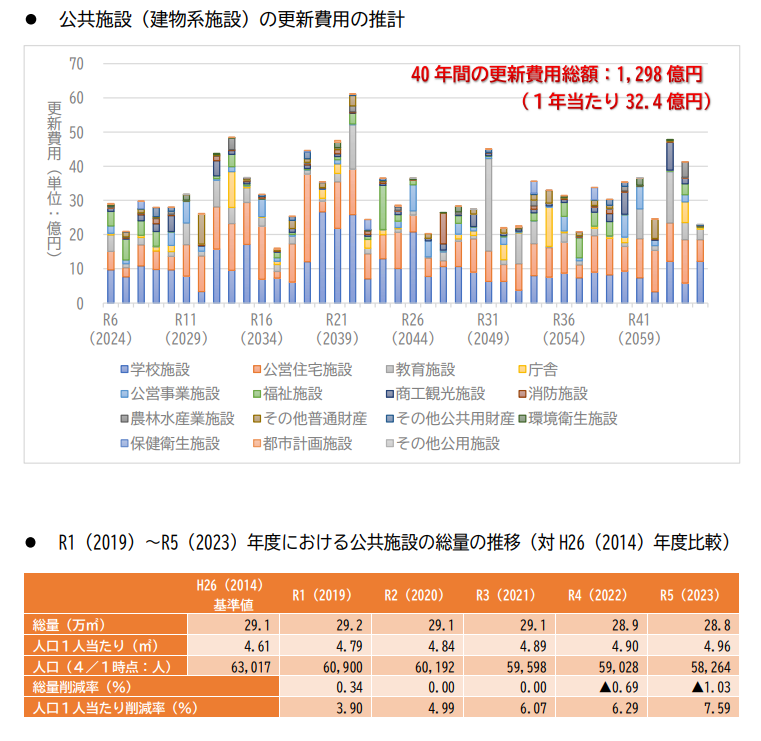 ● 公共施設（建物系施設）の更新費用の推計
40 年間の更新費用総額：1,298 億円
（１年当たり 32.4 億円）
更新費用（単位：億円）
70
60
50
40
30
20
10
0
R6 R11 R16 R21 R26 R31 R36 R41
（2024） （2029） （2034） （2039） （2044） （2049） （2054） （2059）
学校施設 公営住宅施設 教育施設 庁舎
公営事業施設 福祉施設 商工観光施設 消防施設
農林水産業施設 その他普通財産 その他公共用財産 環境衛生施設
保健衛生施設 都市計画施設 その他公用施設
● R1（2019）～R5（2023）年度における公共施設の総量の推移（対 H26（2014）年度比較）
H26（2014）
基準値 R1（2019） R2（2020） R3（2021） R4（2022） R5（2023）
総量（万㎡） 29.1 29.2 29.1 29.1 28.9 28.8
人口１人当たり（㎡） 4.61 4.79 4.84 4.89 4.90 4.96
人口（４／１時点：人） 63,017 60,900 60,192 59,598 59,028 58,264
総量削減率（％） 0.34 0.00 0.00 ▲0.69 ▲1.03
人口１人当たり削減率（％） 3.90 4.99 6.07 6.29 7.59